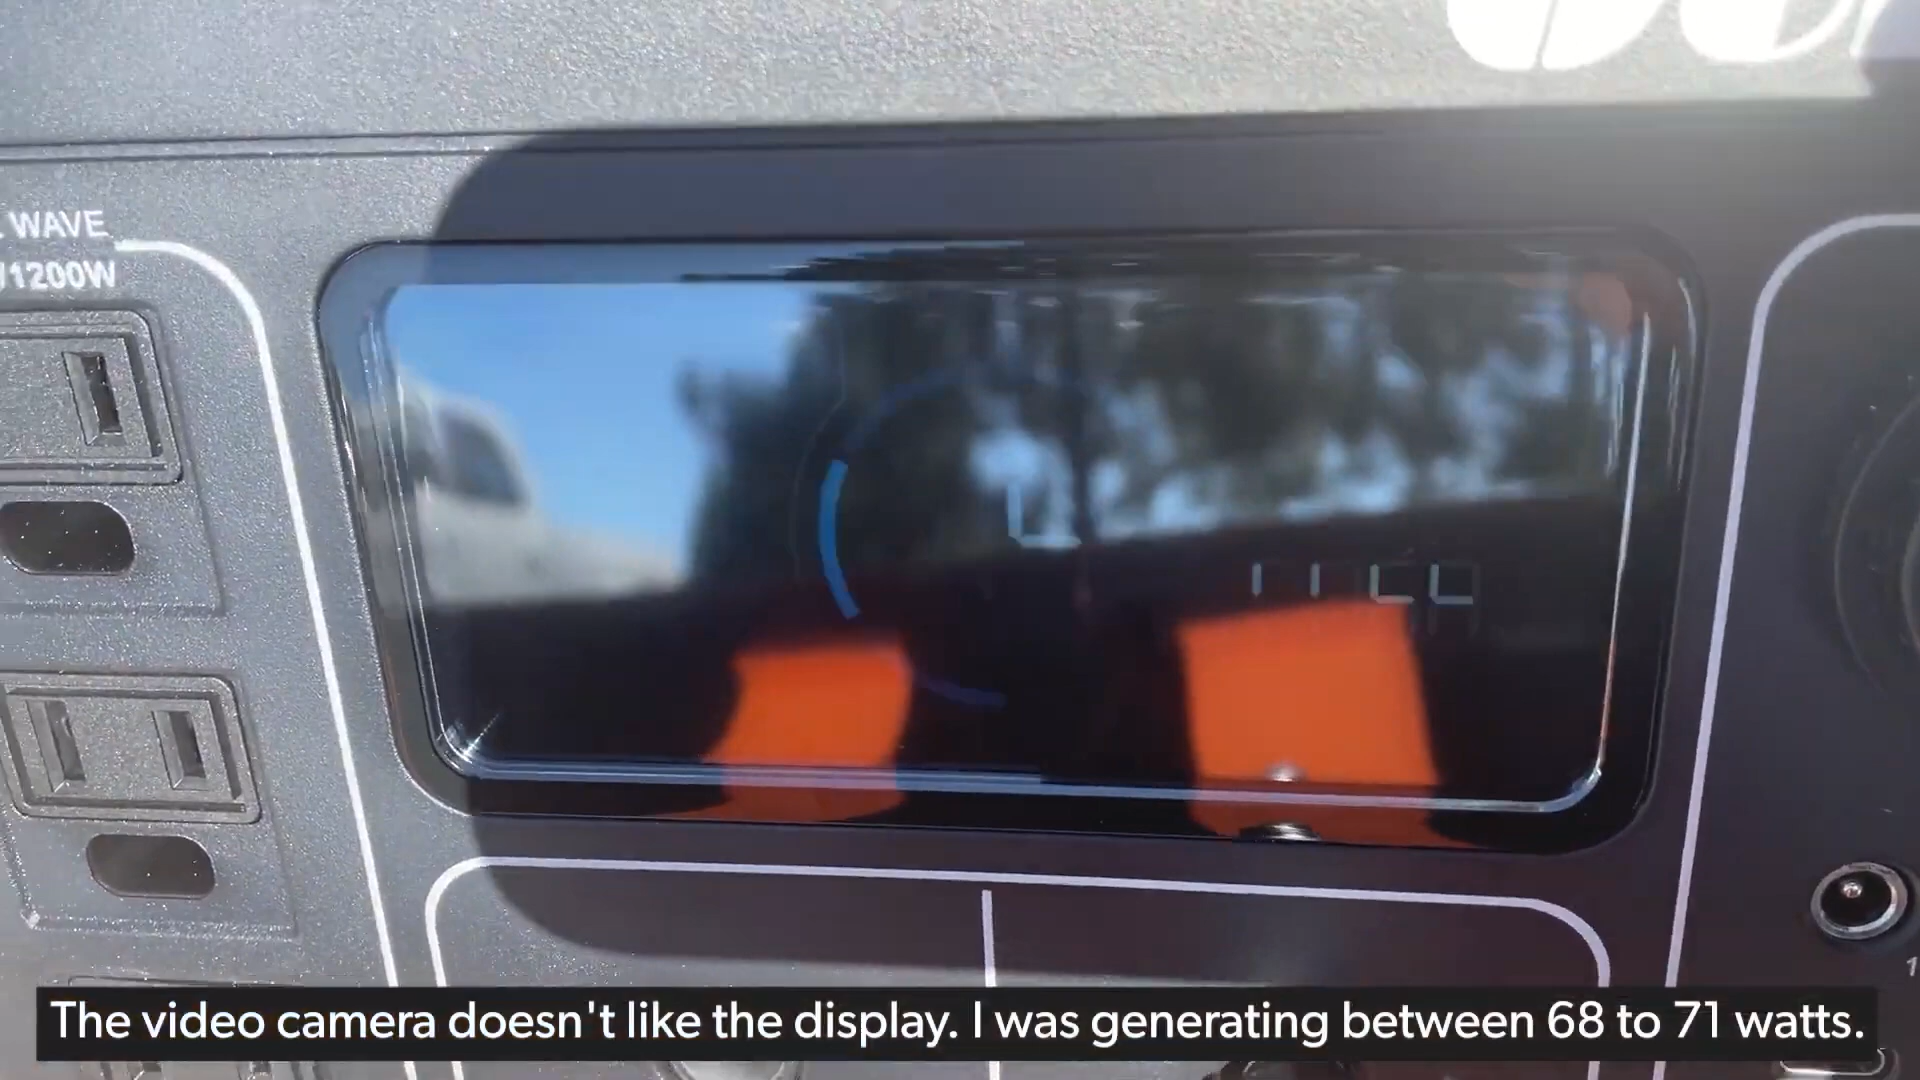 WAVE
1200W
The video camera doesn't like the display. I was generating between 68 to 71 watts.